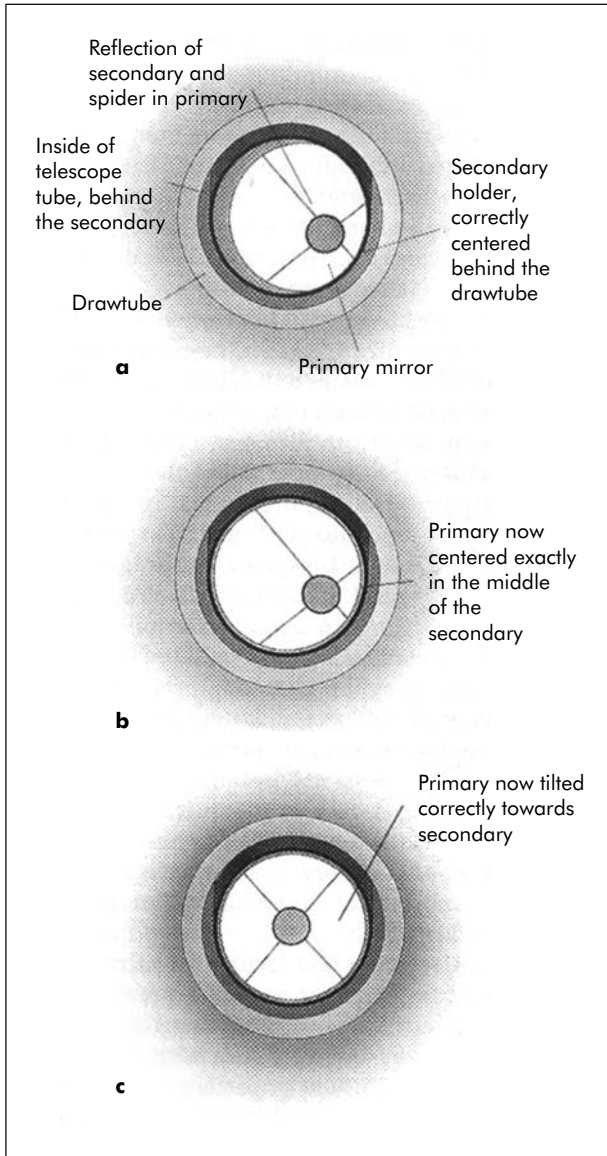 Reflection of
secondary and
spider in primary
Inside of
telescope
tube, behind
the secondary
Secondary
holder,
correctly
centered
behind the
drawtube
Drawtube
a
Primary mirror
Primary now
centered exactly
in the middle
of the
secondary
b
Primary now tilted
correctly towards
secondary
c